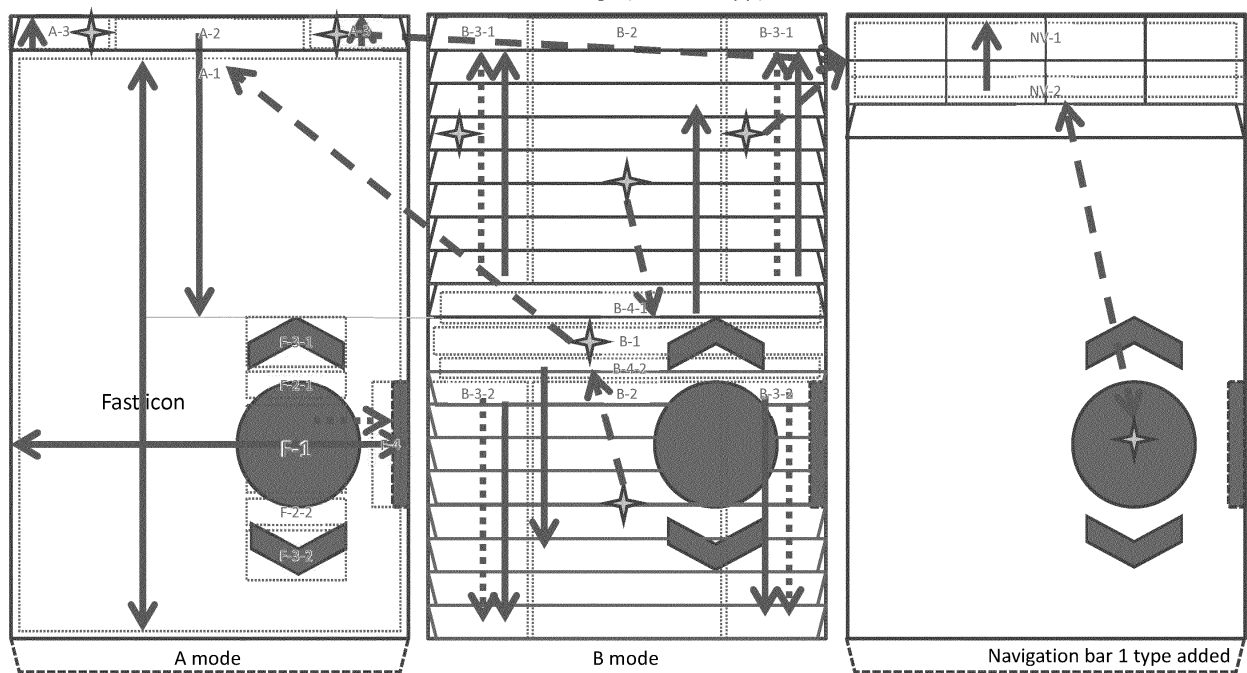 A-3
A-2
A-3
A-1
Fast icon
F-3-1
F-2-1
F-1
F-4
F-2-2
F-3-2
A mode
B-3-1
B-2
B-3-1
B-4-1
B-1
B-4-2
B-3-2
B-2
B-3-2
B mode
NV-1
NV-2
Navigation bar 1 type added